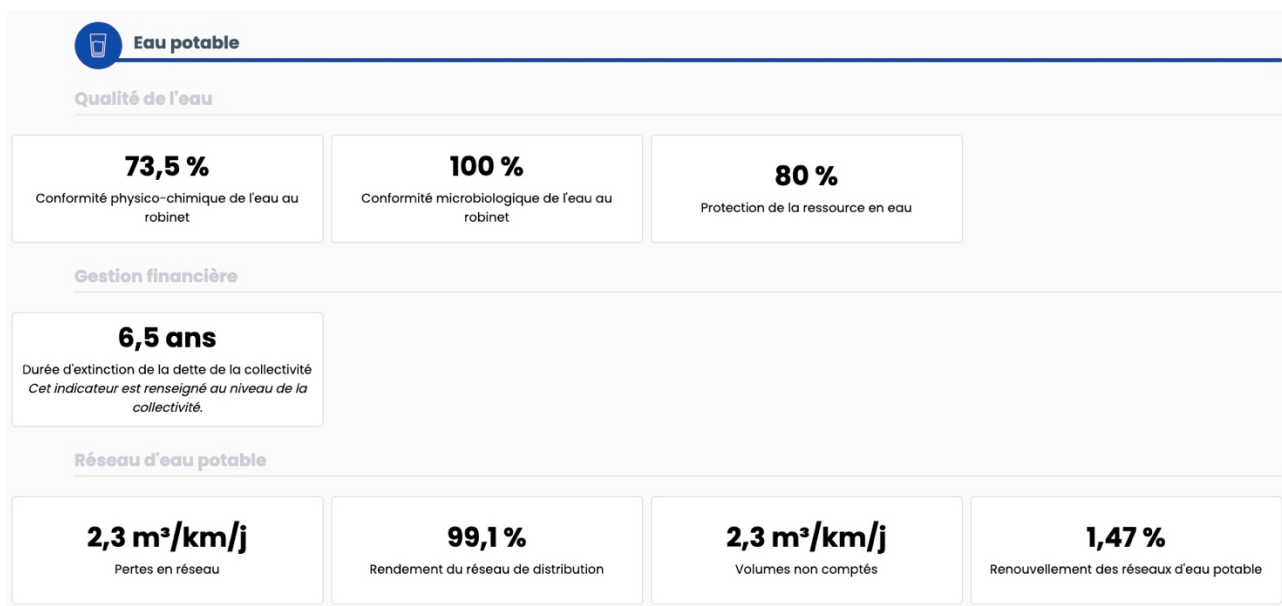 Eau potable
Qualité de l'eau
73,5 %
Conformité physico-chimique de l'eau au
robinet
100 %
Conformité microbiologique de l'eau au
robinet
80 %
Protection de la ressource en eau
Gestion financière
6,5 ans
Durée d'extinction de la dette de la collectivité
Cet indicateur est renseigné au niveau de la
collectivité.
Réseau d'eau potable
2,3 m³/km/j
Pertes en réseau
99,1 %
Rendement du réseau de distribution
2,3 m³/km/j
Volumes non comptés
1,47 %
Renouvellement des réseaux d'eau potable